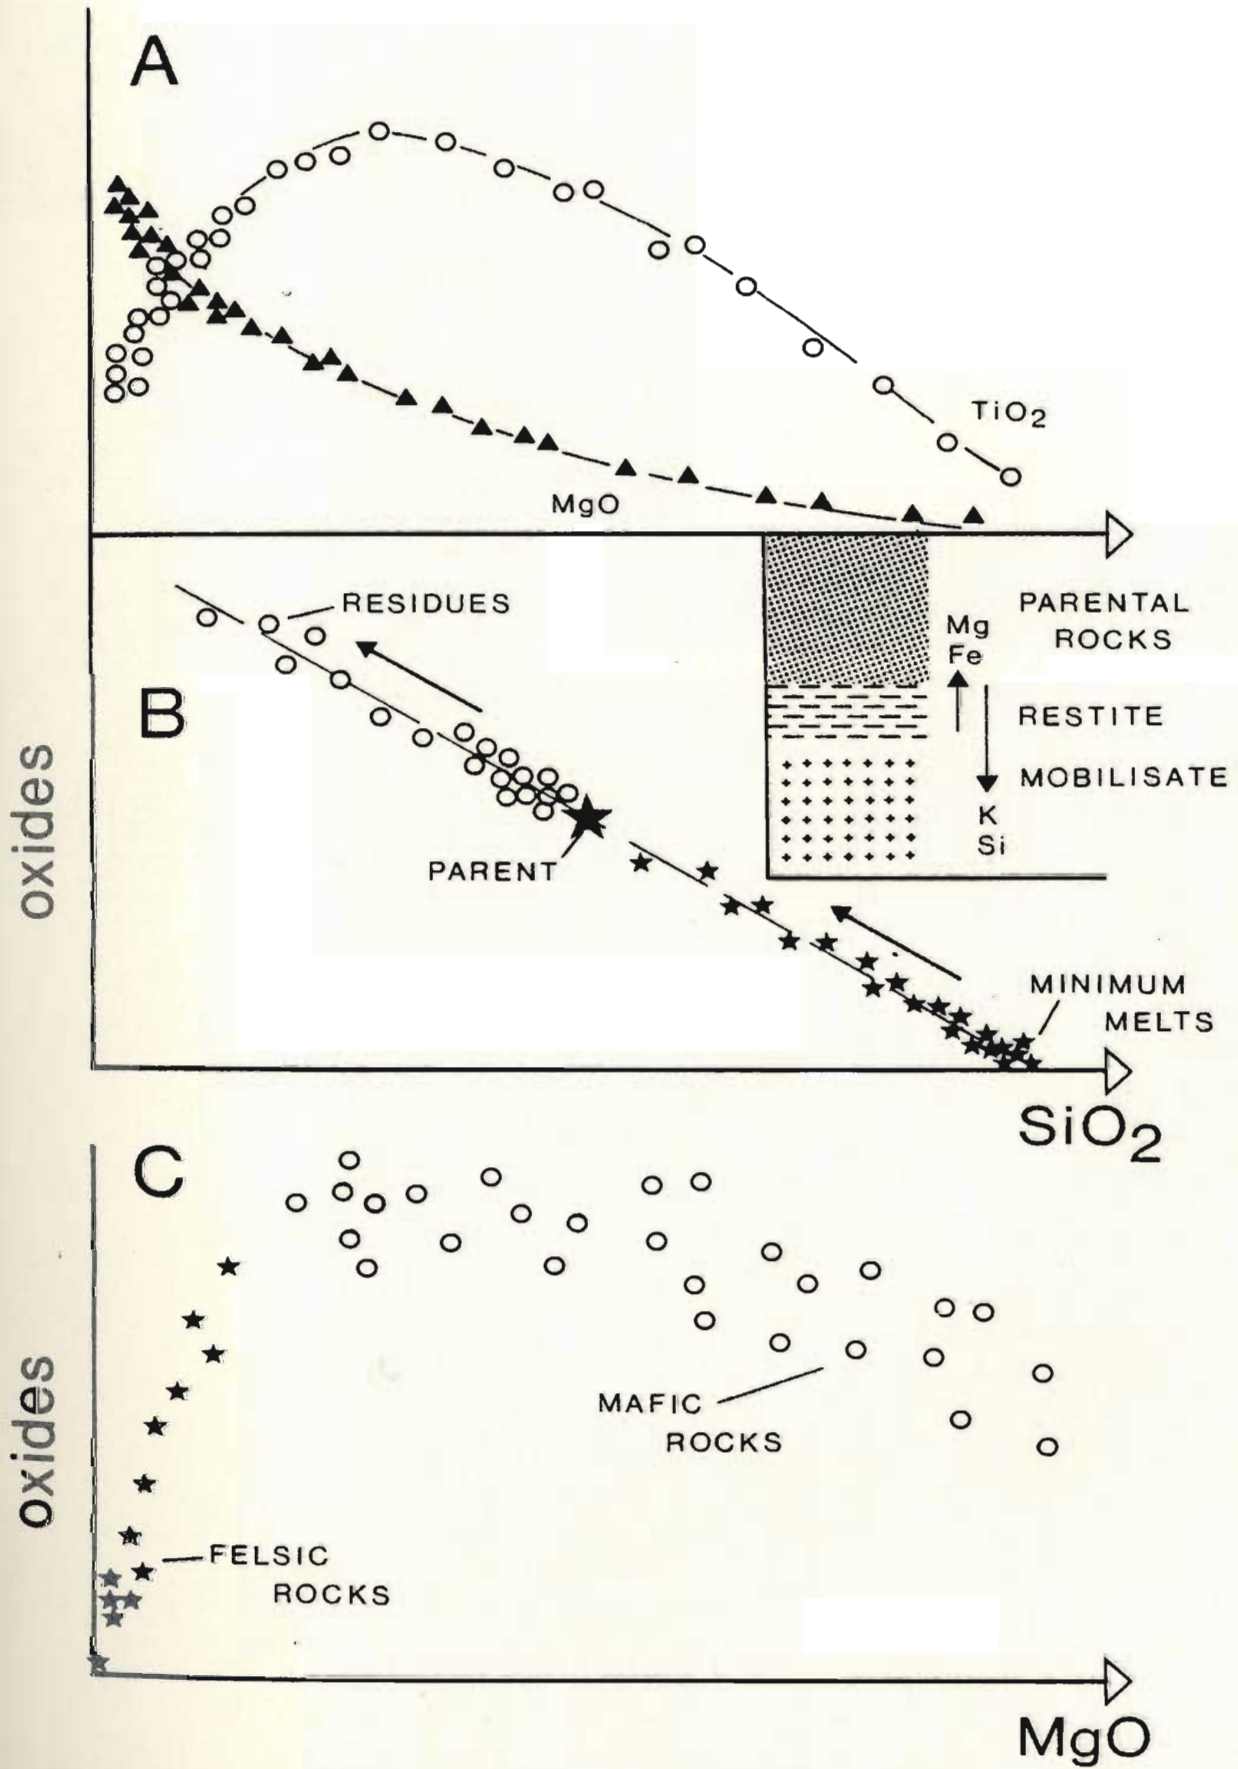 A
TiO2
MgO
RESIDUES
B
PARENT
PARENTAL
ROCKS
Mg
Fe
RESTITE
MOBILISATE
K
Si
MINIMUM
MELTS
oxides
SiO2
C
MAFIC
ROCKS
FELSIC
ROCKS
oxides
MgO